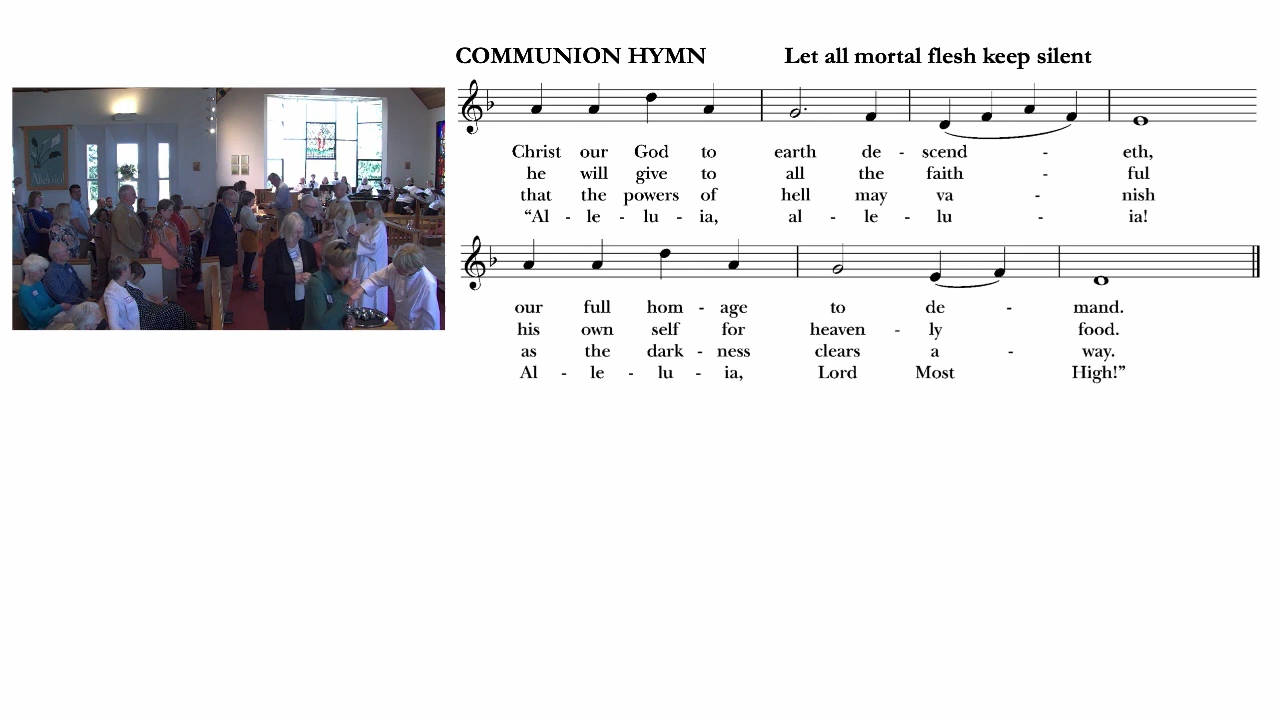 COMMUNION HYMN Let all mortal flesh keep silent
Christ our God to earth de - scend - eth,
he will give to all the faith - ful
that the powers of hell may va - nish
“Al - le - lu - ia, al - le - lu - ia!
our full hom - age to de - mand.
his own self for heaven - ly food.
as the dark - ness clears a - way.
Al - le - lu - ia, Lord Most High!”
Alleluia!